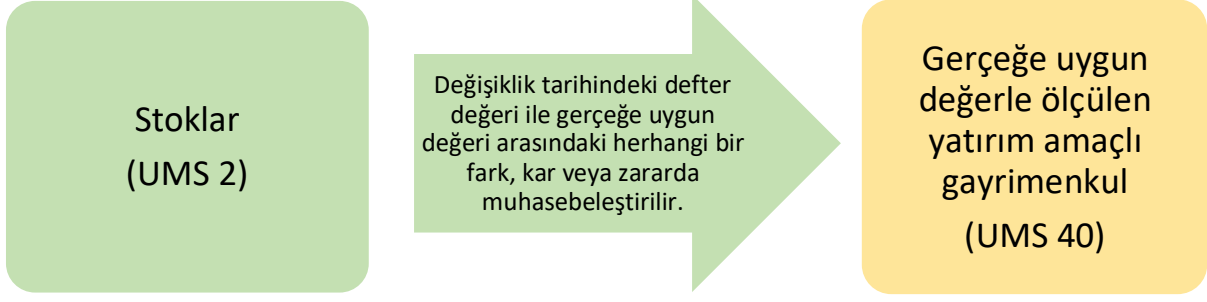 Stoklar
(UMS 2)
Değişiklik tarihindeki defter
değeri ile gerçeğe uygun
değeri arasındaki herhangi bir
fark, kar veya zararda
muhasebeleştirilir.
Gerçeğe uygun
değerle ölçülen
yatırım amaçlı
gayrimenkul
(UMS 40)